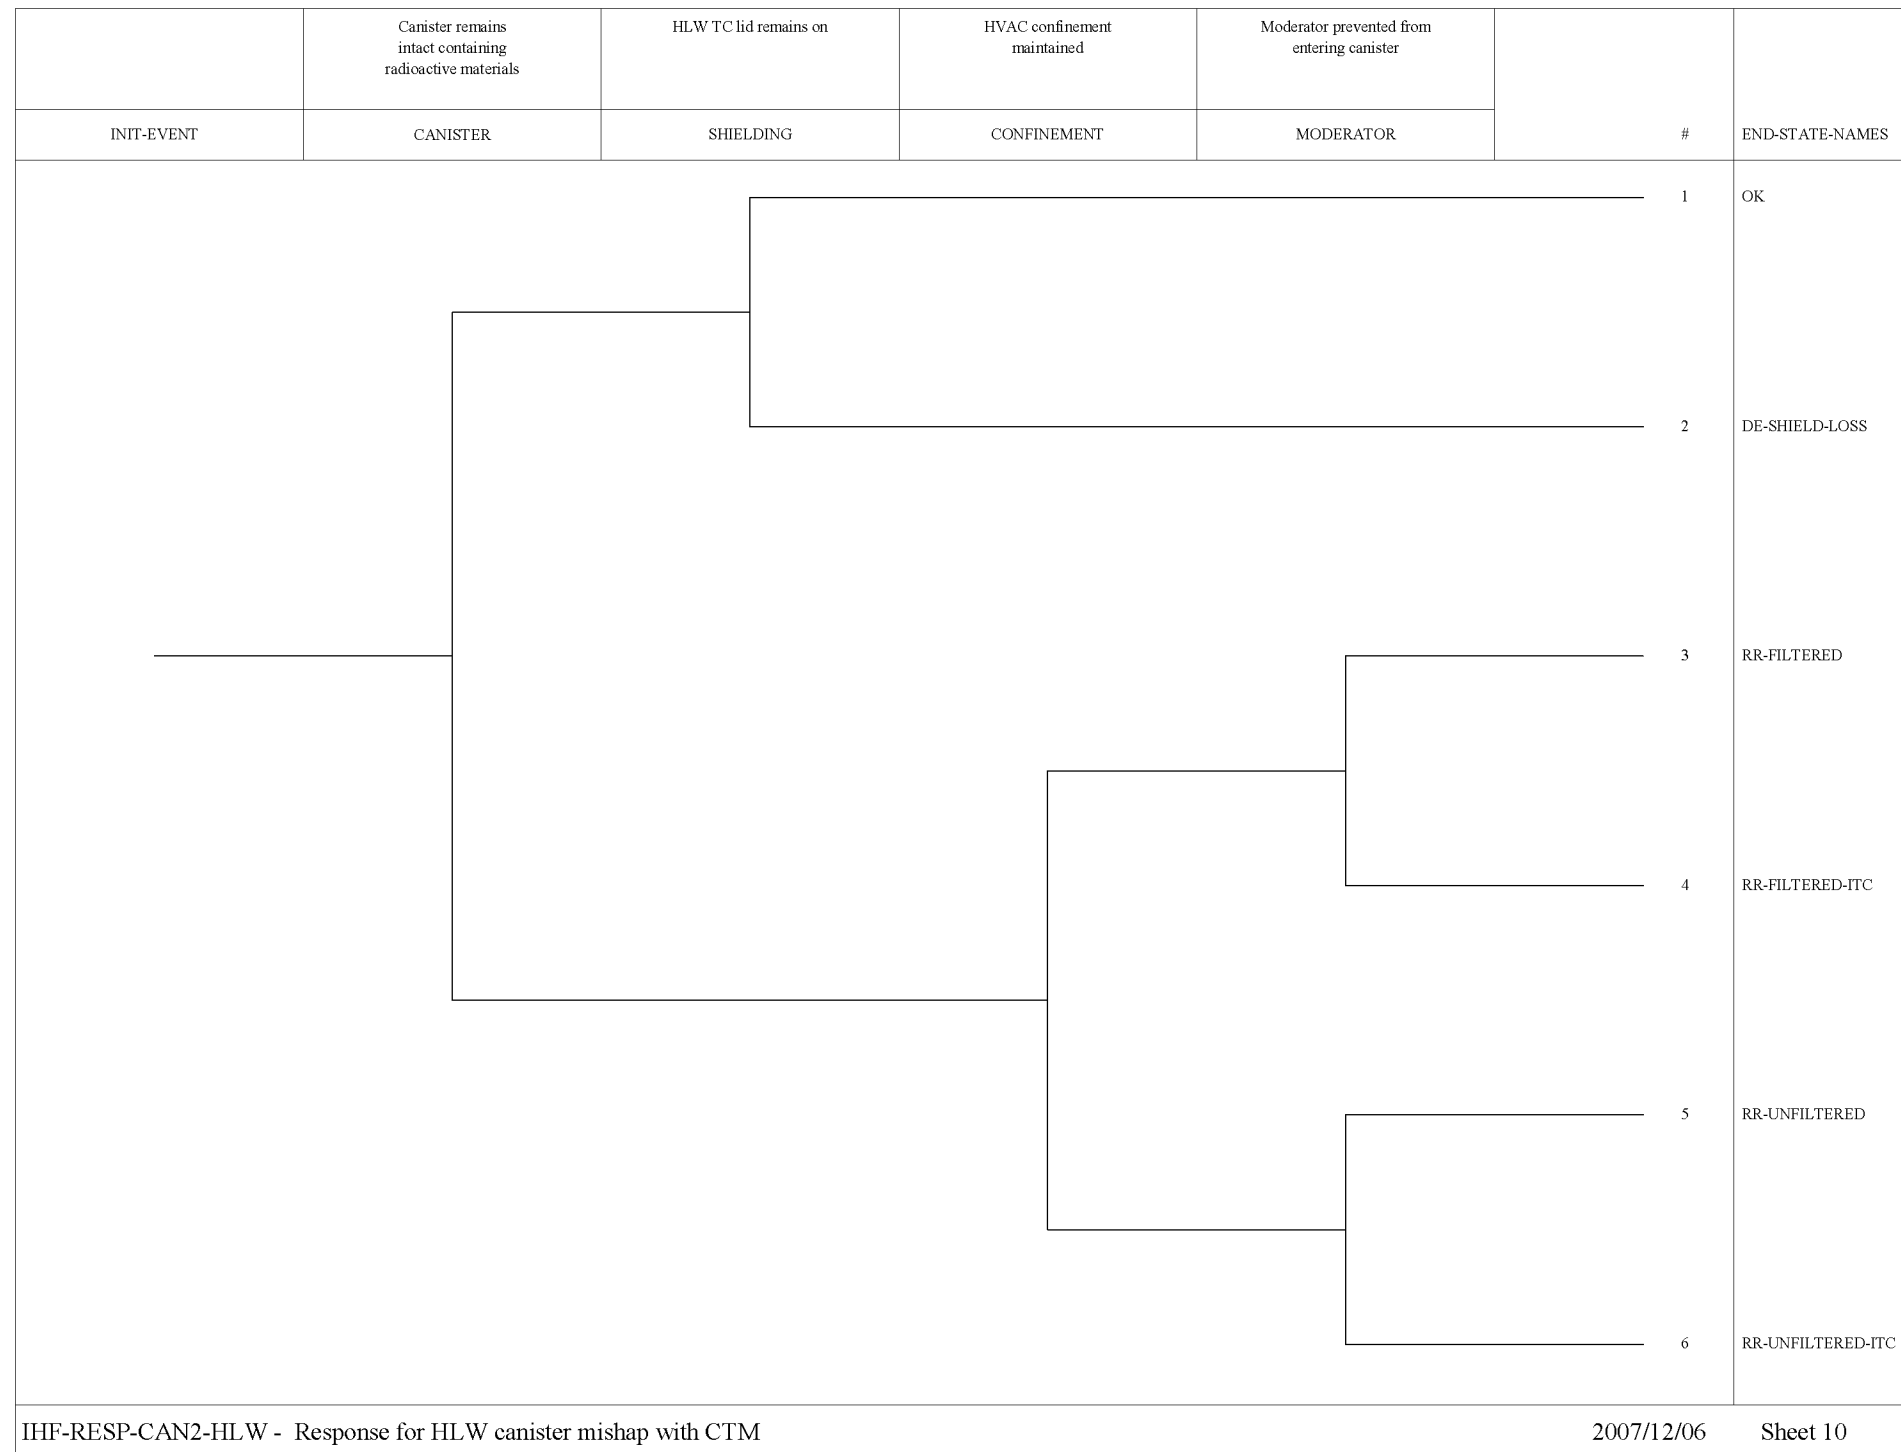 Canister remains
intact containing
radioactive materials
HLW TC lid remains on
HVAC confinement
maintained
Moderator prevented from
entering canister
INIT-EVENT
CANISTER
SHIELDING
CONFINEMENT
MODERATOR
#
END-STATE-NAMES
1 OK
2 DE-SHIELD-LOSS
3 RR-FILTERED
4 RR-FILTERED-ITC
5 RR-UNFILTERED
6 RR-UNFILTERED-ITC
IHF-RESP-CAN2-HLW - Response for HLW canister mishap with CTM 2007/12/06 Sheet 10